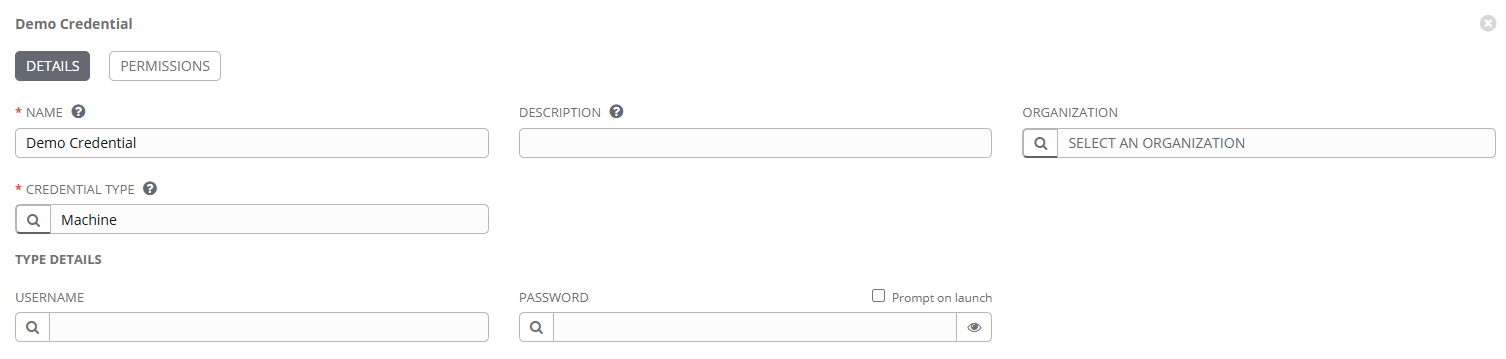 Demo Credential
DETAILS PERMISSIONS
* NAME ? DESCRIPTION ? ORGANIZATION
Demo Credential SELECT AN ORGANIZATION
* CREDENTIAL TYPE ?
Machine
TYPE DETAILS
USERNAME PASSWORD Prompt on launch